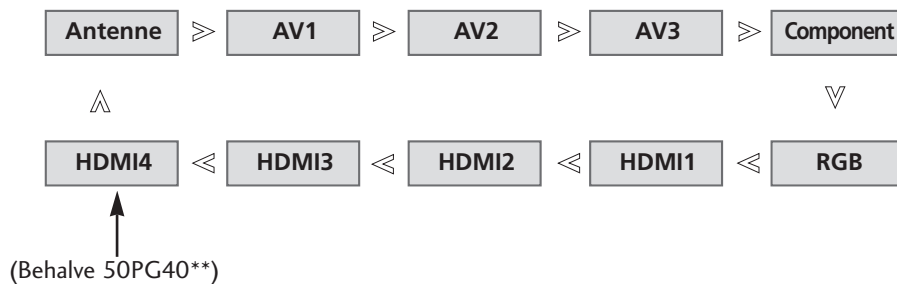 Antenne AV1 AV2 AV3 Component
HDMI4 HDMI3 HDMI2 HDMI1 RGB
(Behalve 50PG40**)